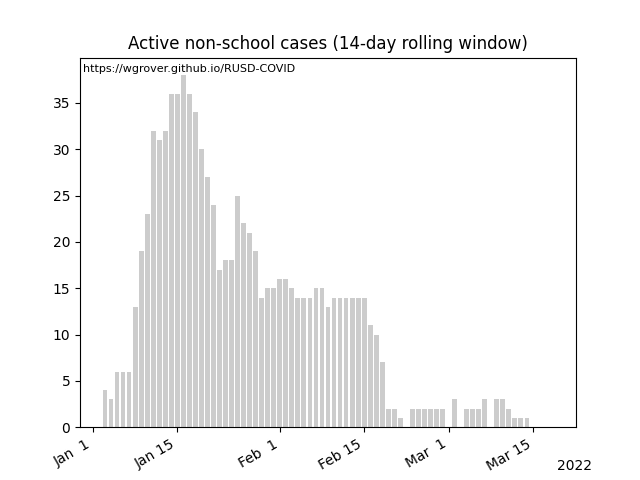 Active non-school cases (14-day rolling window)
https://wgrover.github.io/RUSD-COVID
35
30
25
20
15
10
5
0
Jan 1
Jan 15
Feb 1
Feb 15
Mar 1
Mar 15
2022